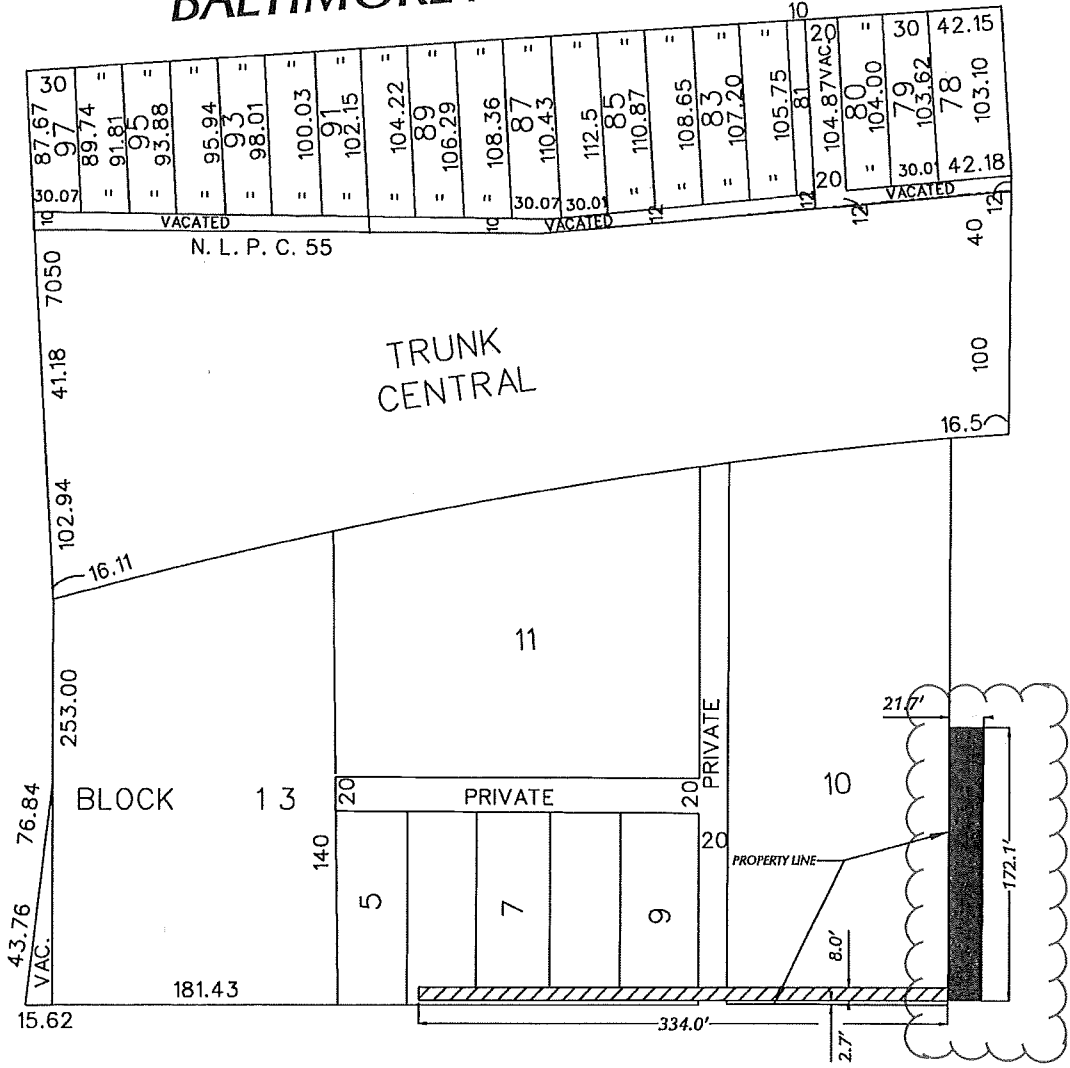 BALTIMORE
10
30 " " " " " " " " " " " " " " " 20 " 30 42.15
87.67 97 89.74 91.81 95 93.88 95.94 93 98.01 100.03 91 102.15 104.22 89 106.29 108.36 87 110.43 112.5 85 110.87 108.65 83 107.20 105.75 81 104.87 VAC. 80 104.00 79 103.62 78 103.10
30.07 " " " " " " " " " 30.07 30.01 " " " " 20 " 30.01 42.18
10 VACATED 10 VACATED 12 12 12 VACATED 12
N. L. P. C. 55
7050
40
TRUNK
CENTRAL
41.18
100
16.5
102.94
16.11
11
253.00
PRIVATE
21.7'
BLOCK 13
20 PRIVATE 20
10
76.84
140
20
PROPERTY LINE
172.1'
5 7 9
43.76
VAC.
8.0'
181.43
15.62
334.0'
2.7'